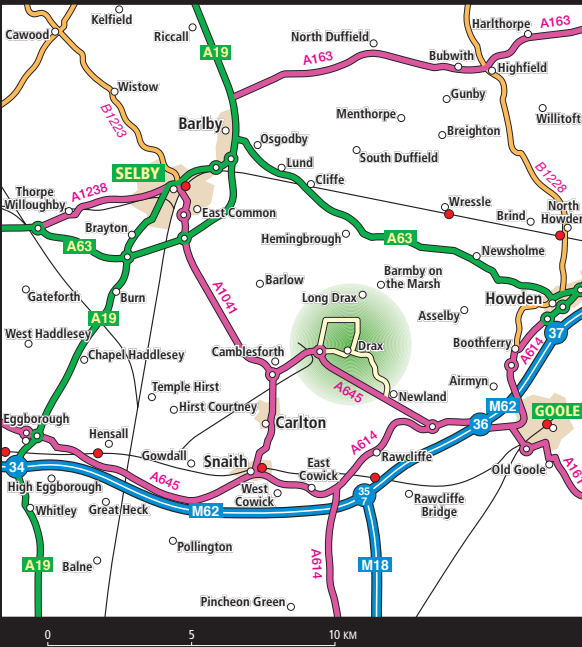 Cawood
Kelfield
Riccall
A19
North Duffield
A163
Harlthorpe
A163
Bubwith
Highfield
Wistow
B1223
Gunby
Menthorpe
Willitoft
Barlby
Osgodby
Breighton
South Duffield
SELBY
Lund
Cliffe
B1228
Thorpe
Willoughby
A1238
East Common
Wressle
Brind
North
Howden
Brayton
A63
Hemingbrough
A63
Newsholme
Gateforth
Burn
A1041
Barlow
Barmby on
the Marsh
Long Drax
Howden
A19
Asselby
37
West Haddlesey
Chapel Haddlesey
Camblesforth
Drax
Boothferry
A614
Temple Hirst
A645
Airmyn
Hirst Courtney
Newland
M62
GOOLE
Eggborough
Carlton
36
Hensall
A614
Gowdall
Snaith
East
Cowick
Rawcliffe
Old Goole
34
A161
High Eggborough
A645
West
Cowick
35
7
Rawcliffe
Bridge
Whitley
Great Heck
M62
Pollington
A19
Balne
A614
M18
Pincheon Green
0
5
10 KM